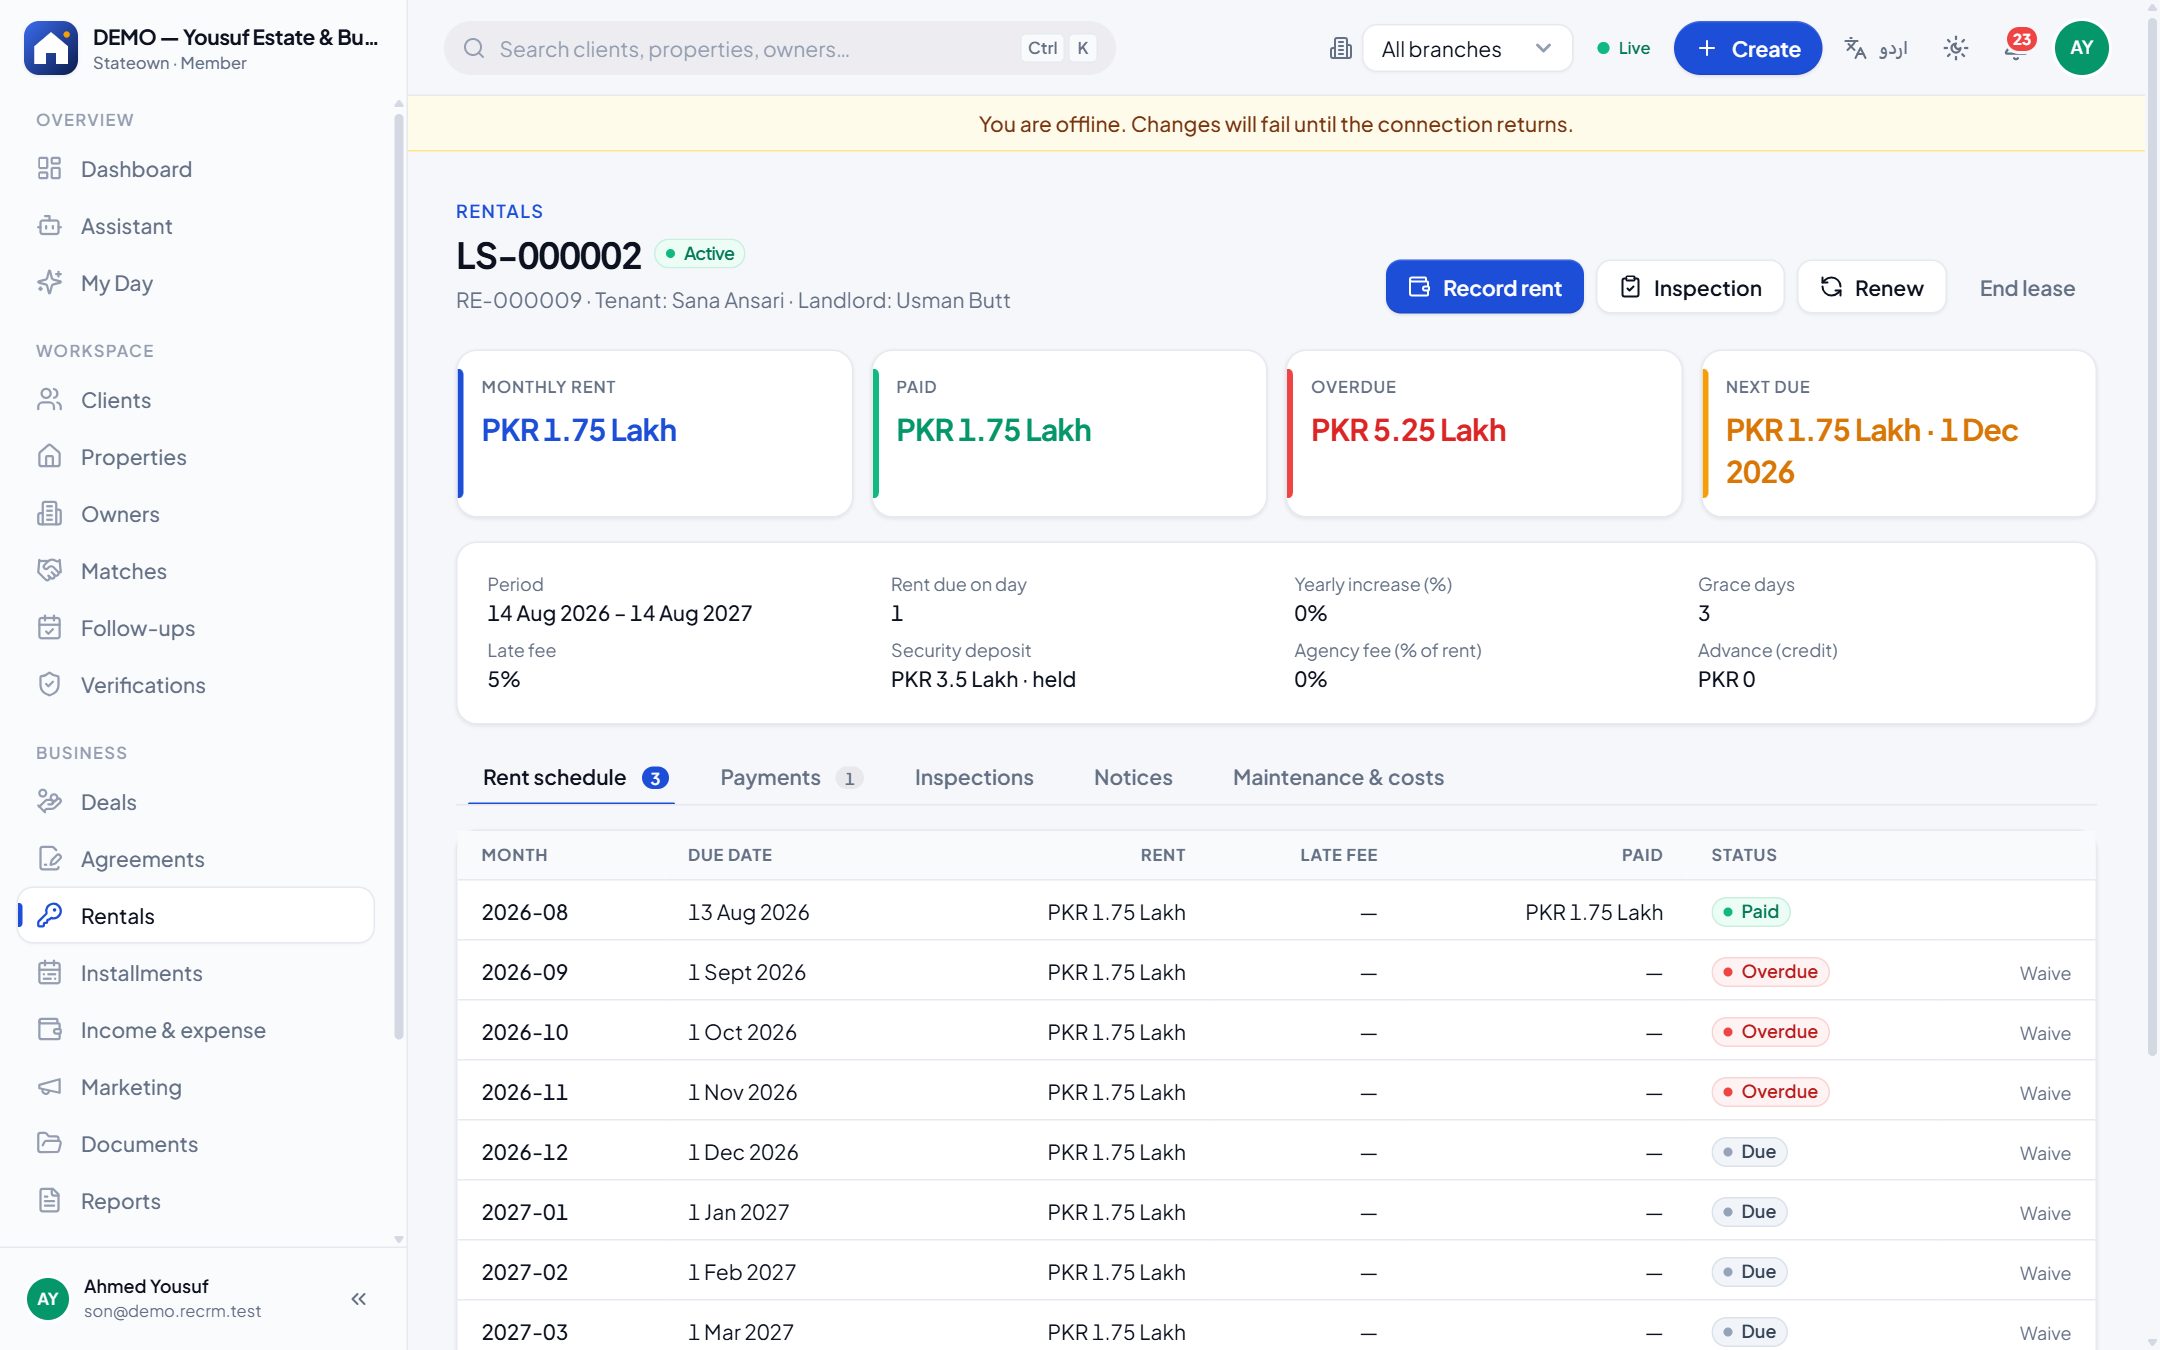 DEMO — Yousuf Estate & Bu...
Stateown · Member
Search clients, properties, owners...
Ctrl K
All branches
Live
Create
اردو
23
AY
You are offline. Changes will fail until the connection returns.
OVERVIEW
Dashboard
Assistant
My Day
WORKSPACE
Clients
Properties
Owners
Matches
Follow-ups
Verifications
BUSINESS
Deals
Agreements
Rentals
Installments
Income & expense
Marketing
Documents
Reports
AY
Ahmed Yousuf
son@demo.recrm.test
RENTALS
LS-000002 Active
RE-000009 · Tenant: Sana Ansari · Landlord: Usman Butt
Record rent Inspection Renew End lease
MONTHLY RENT
PKR 1.75 Lakh
PAID
PKR 1.75 Lakh
OVERDUE
PKR 5.25 Lakh
NEXT DUE
PKR 1.75 Lakh · 1 Dec
2026
Period
14 Aug 2026 – 14 Aug 2027
Rent due on day
1
Yearly increase (%)
0%
Grace days
3
Late fee
5%
Security deposit
PKR 3.5 Lakh · held
Agency fee (% of rent)
0%
Advance (credit)
PKR 0
Rent schedule 3 Payments 1 Inspections Notices Maintenance & costs
MONTH DUE DATE RENT LATE FEE PAID STATUS
2026-08 13 Aug 2026 PKR 1.75 Lakh — PKR 1.75 Lakh Paid
2026-09 1 Sept 2026 PKR 1.75 Lakh — — Overdue Waive
2026-10 1 Oct 2026 PKR 1.75 Lakh — — Overdue Waive
2026-11 1 Nov 2026 PKR 1.75 Lakh — — Overdue Waive
2026-12 1 Dec 2026 PKR 1.75 Lakh — — Due Waive
2027-01 1 Jan 2027 PKR 1.75 Lakh — — Due Waive
2027-02 1 Feb 2027 PKR 1.75 Lakh — — Due Waive
2027-03 1 Mar 2027 PKR 1.75 Lakh — — Due Waive